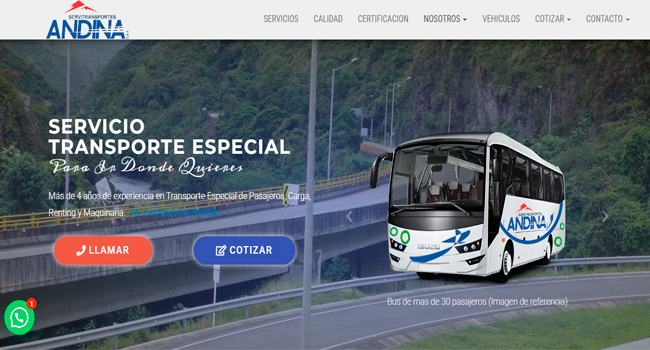 SERVITRANSPORTES
ANDINA
SERVICIOS
CALIDAD
CERTIFICACION
NOSOTROS
VEHICULOS
COTIZAR
CONTACTO
SERVICIO
TRANSPORTE ESPECIAL
Para Ir Donde Quieres
Más de 4 años de experiencia en Transporte Especial de Pasajeros, Carga,
Renting y Maquinaria.
LLAMAR
COTIZAR
ANDINA
ISUZU
Bus de mas de 30 pasajeros (Imagen de referencia)
1